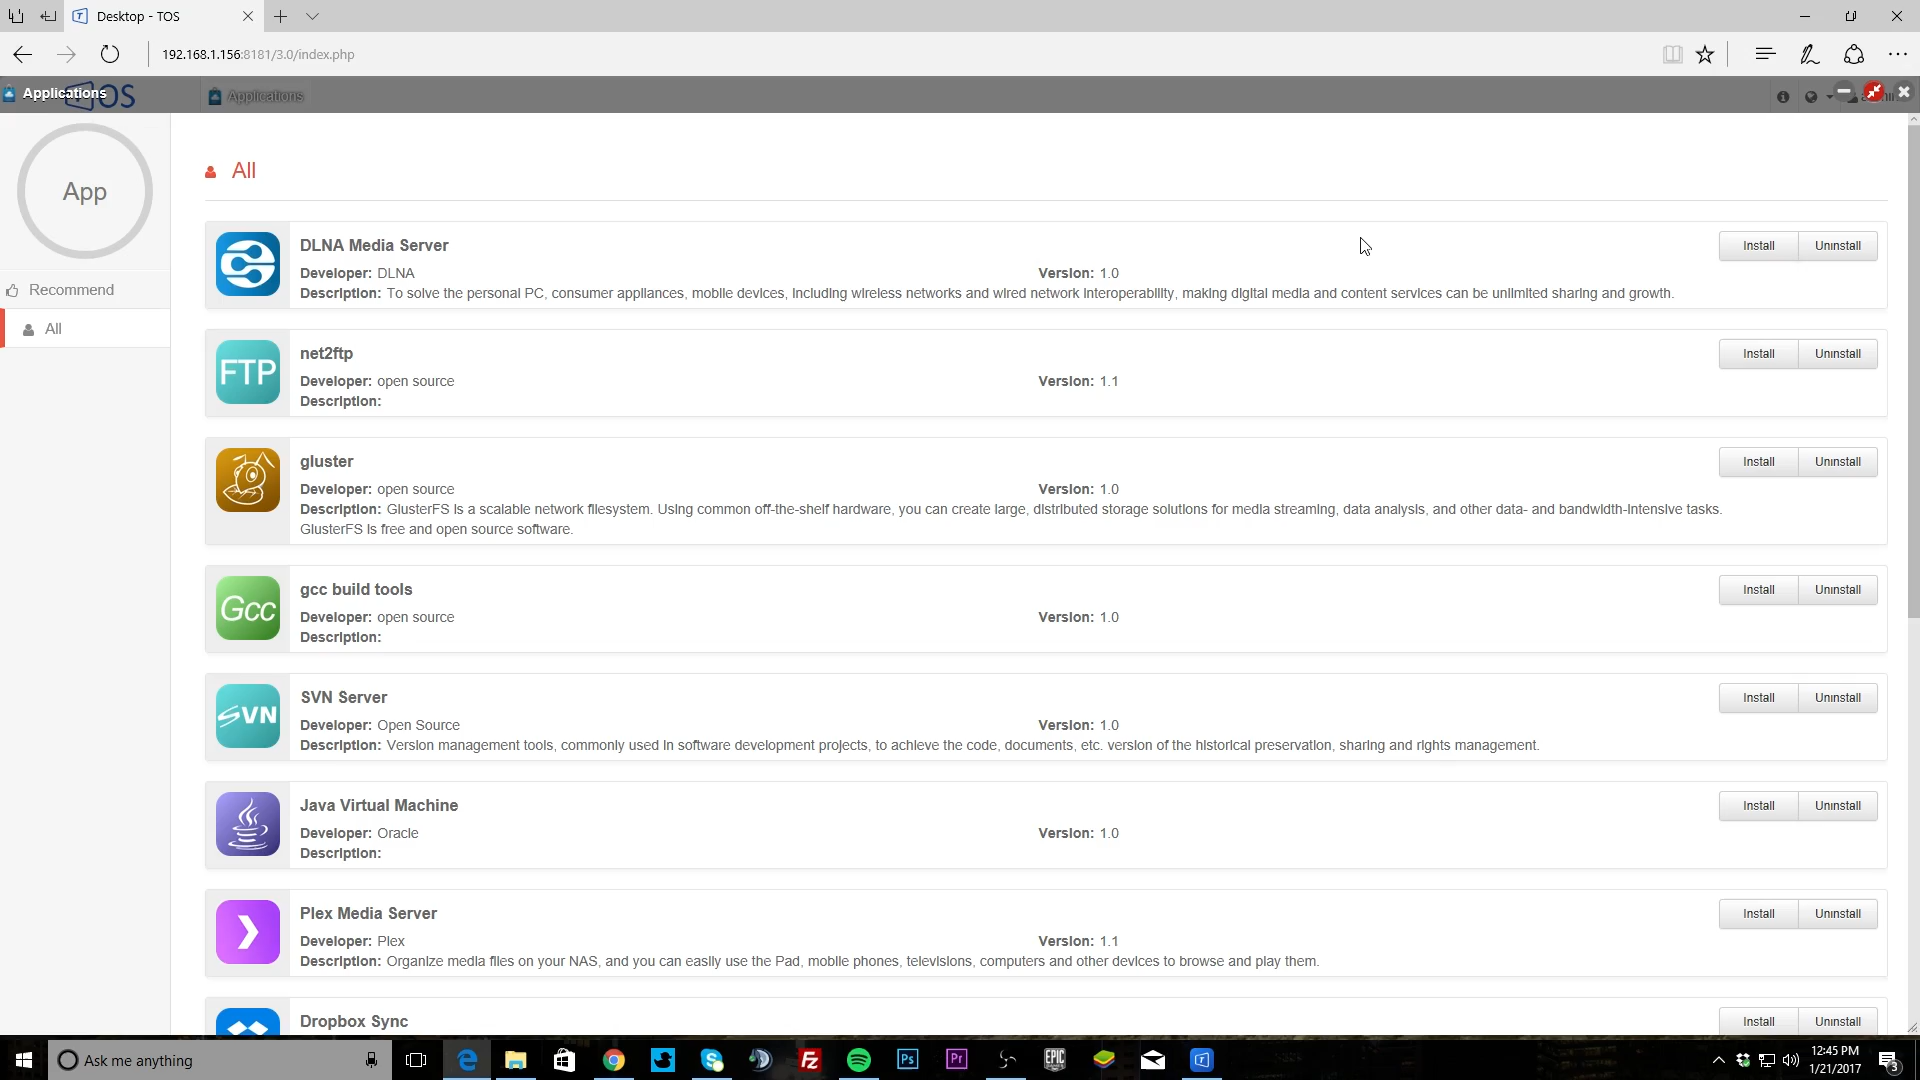 Desktop - TOS
192.168.1.156:8181/3.0/index.php
Applications
TOS
Applications
App
Recommend
All
All
DLNA Media Server
Install
Uninstall
Developer: DLNA
Version: 1.0
Description: To solve the personal PC, consumer appliances, mobile devices, including wireless networks and wired network interoperability, making digital media and content services can be unlimited sharing and growth.
FTP
net2ftp
Install
Uninstall
Developer: open source
Version: 1.1
Description:
gluster
Install
Uninstall
Developer: open source
Version: 1.0
Description: GlusterFS is a scalable network filesystem. Using common off-the-shelf hardware, you can create large, distributed storage solutions for media streaming, data analysis, and other data- and bandwidth-intensive tasks.
GlusterFS is free and open source software.
Gcc
gcc build tools
Install
Uninstall
Developer: open source
Version: 1.0
Description:
SVN
SVN Server
Install
Uninstall
Developer: Open Source
Version: 1.0
Description: Version management tools, commonly used in software development projects, to achieve the code, documents, etc. version of the historical preservation, sharing and rights management.
Java Virtual Machine
Install
Uninstall
Developer: Oracle
Version: 1.0
Description:
Plex Media Server
Install
Uninstall
Developer: Plex
Version: 1.1
Description: Organize media files on your NAS, and you can easily use the Pad, mobile phones, televisions, computers and other devices to browse and play them.
Dropbox Sync
Install
Uninstall
Ask me anything
Fz
Ps
Pr
EPIC
12:45 PM
1/21/2017
3